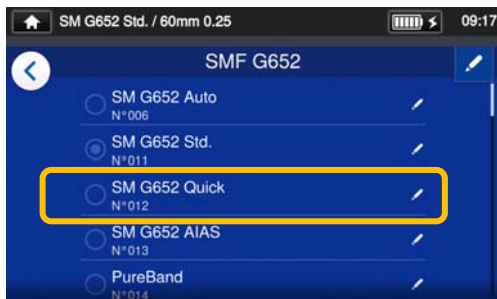 SM G652 Std. / 60mm 0.25 09:17
SMF G652
SM G652 Auto
N°006
SM G652 Std.
N°011
SM G652 Quick
N°012
SM G652 AIAS
N°013
PureBand
N°014